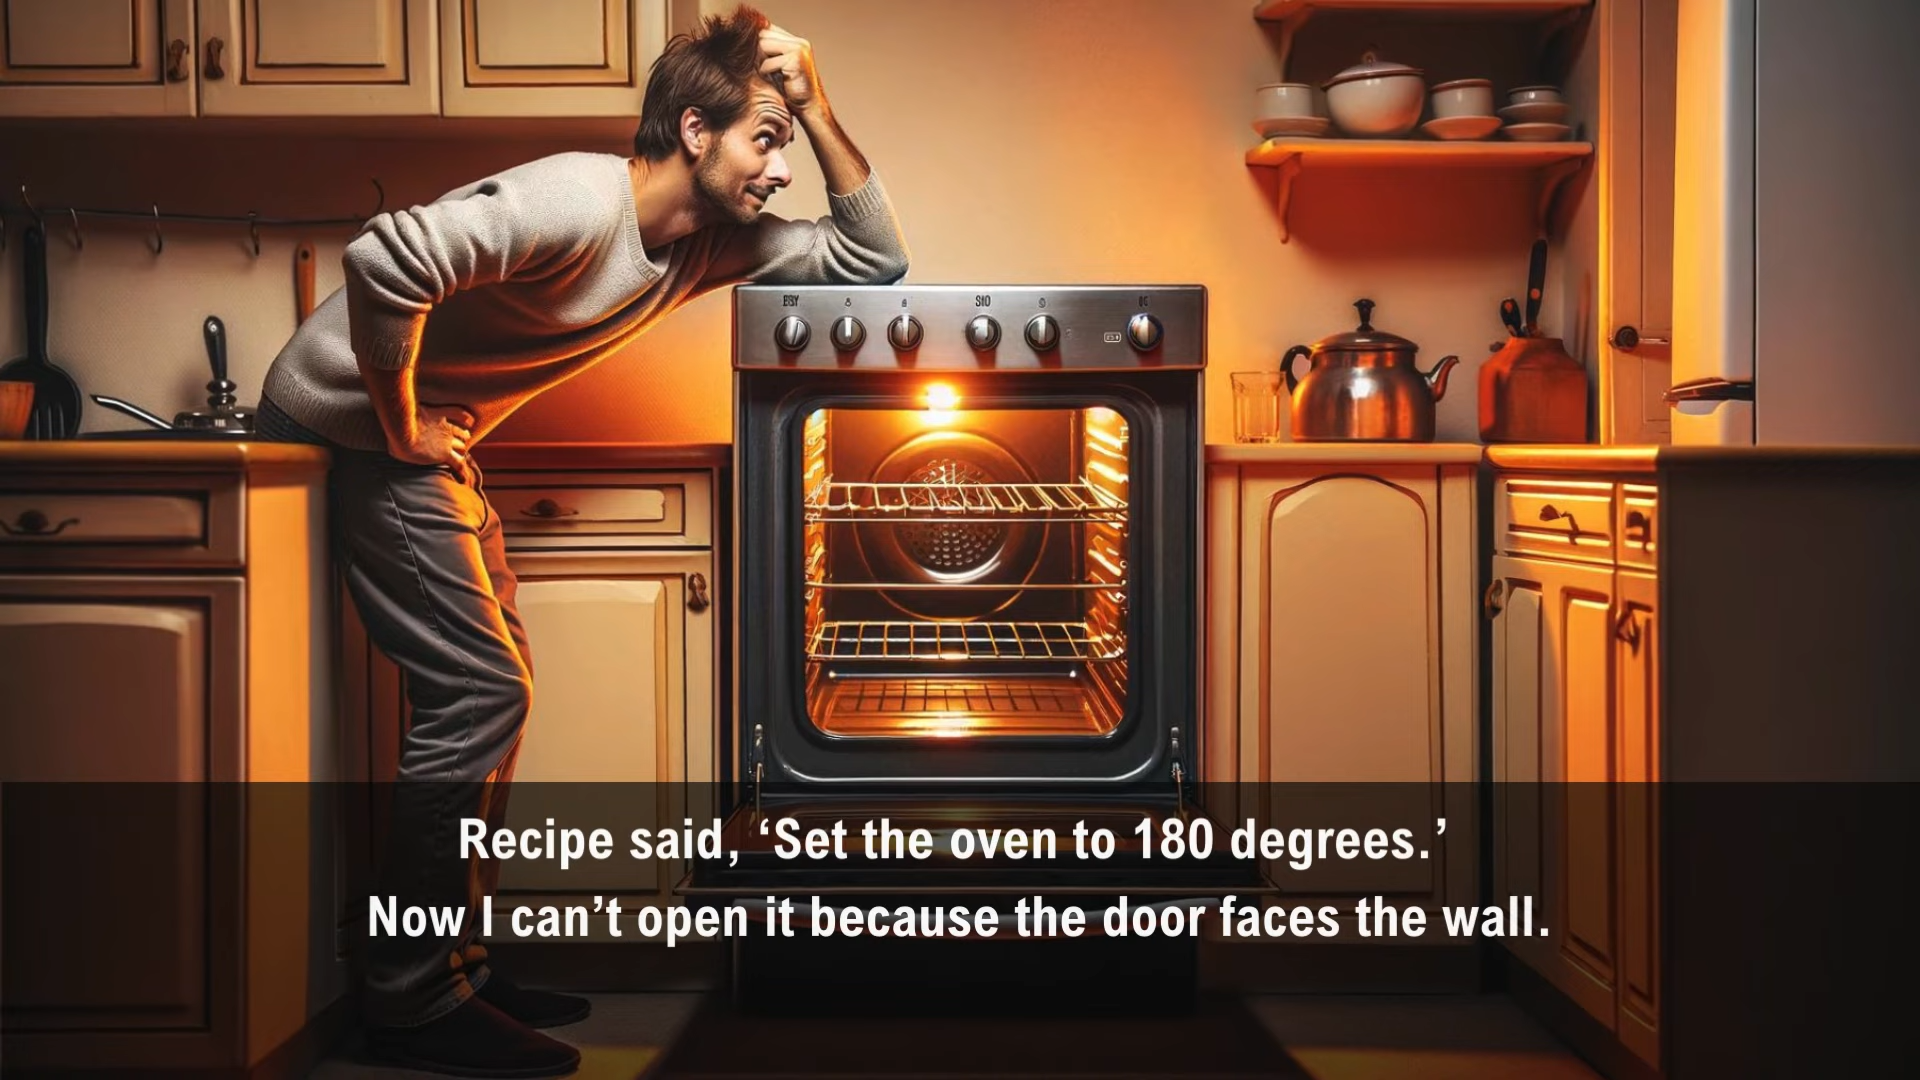 Recipe said, ‘Set the oven to 180 degrees.’
Now I can’t open it because the door faces the wall.